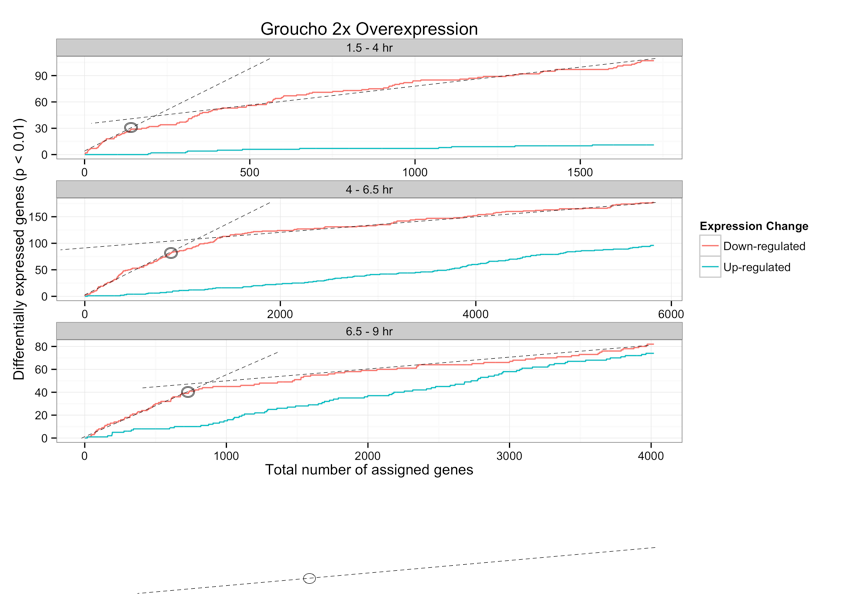 Groucho 2x Overexpression
1.5 - 4 hr
90
60
30
0
0 500 1000 1500
4 - 6.5 hr
150
100
50
0
0 2000 4000 6000
6.5 - 9 hr
80
60
40
20
0
0 1000 2000 3000 4000
Total number of assigned genes
Differentially expressed genes (p < 0.01)
Expression Change
Down-regulated
Up-regulated